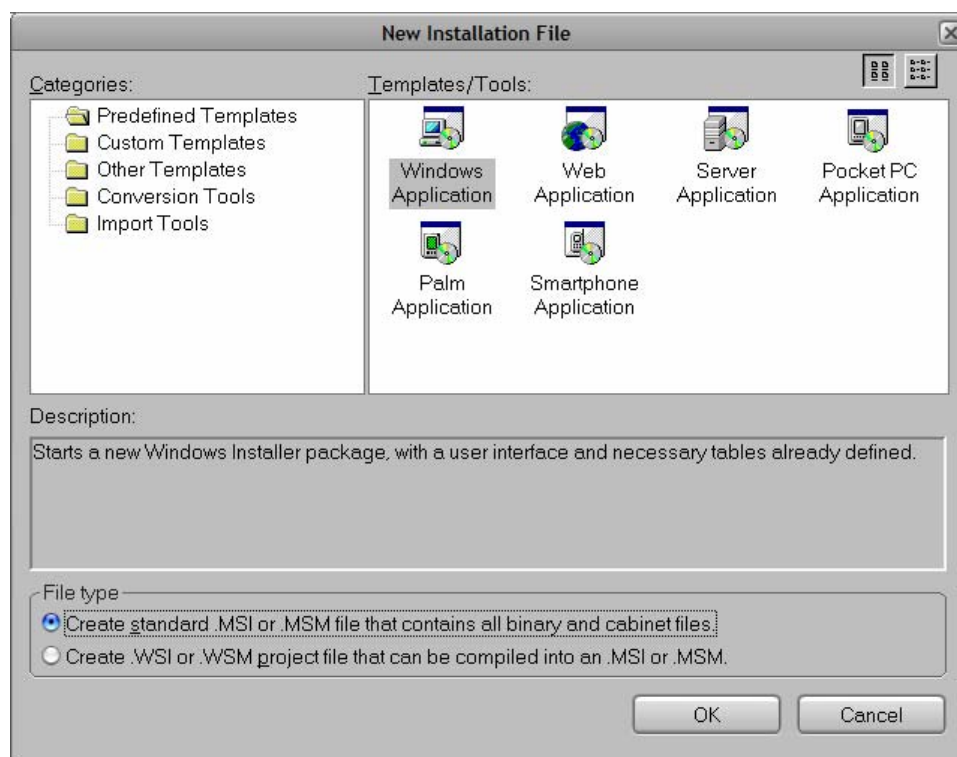 New Installation File
Categories:
Templates/Tools:
Predefined Templates
Custom Templates
Other Templates
Conversion Tools
Import Tools
Windows
Application
Web
Application
Server
Application
Pocket PC
Application
Palm
Application
Smartphone
Application
Description:
Starts a new Windows Installer package, with a user interface and necessary tables already defined.
File type
Create standard .MSI or .MSM file that contains all binary and cabinet files.
Create .WSI or .WSM project file that can be compiled into an .MSI or .MSM.
OK
Cancel